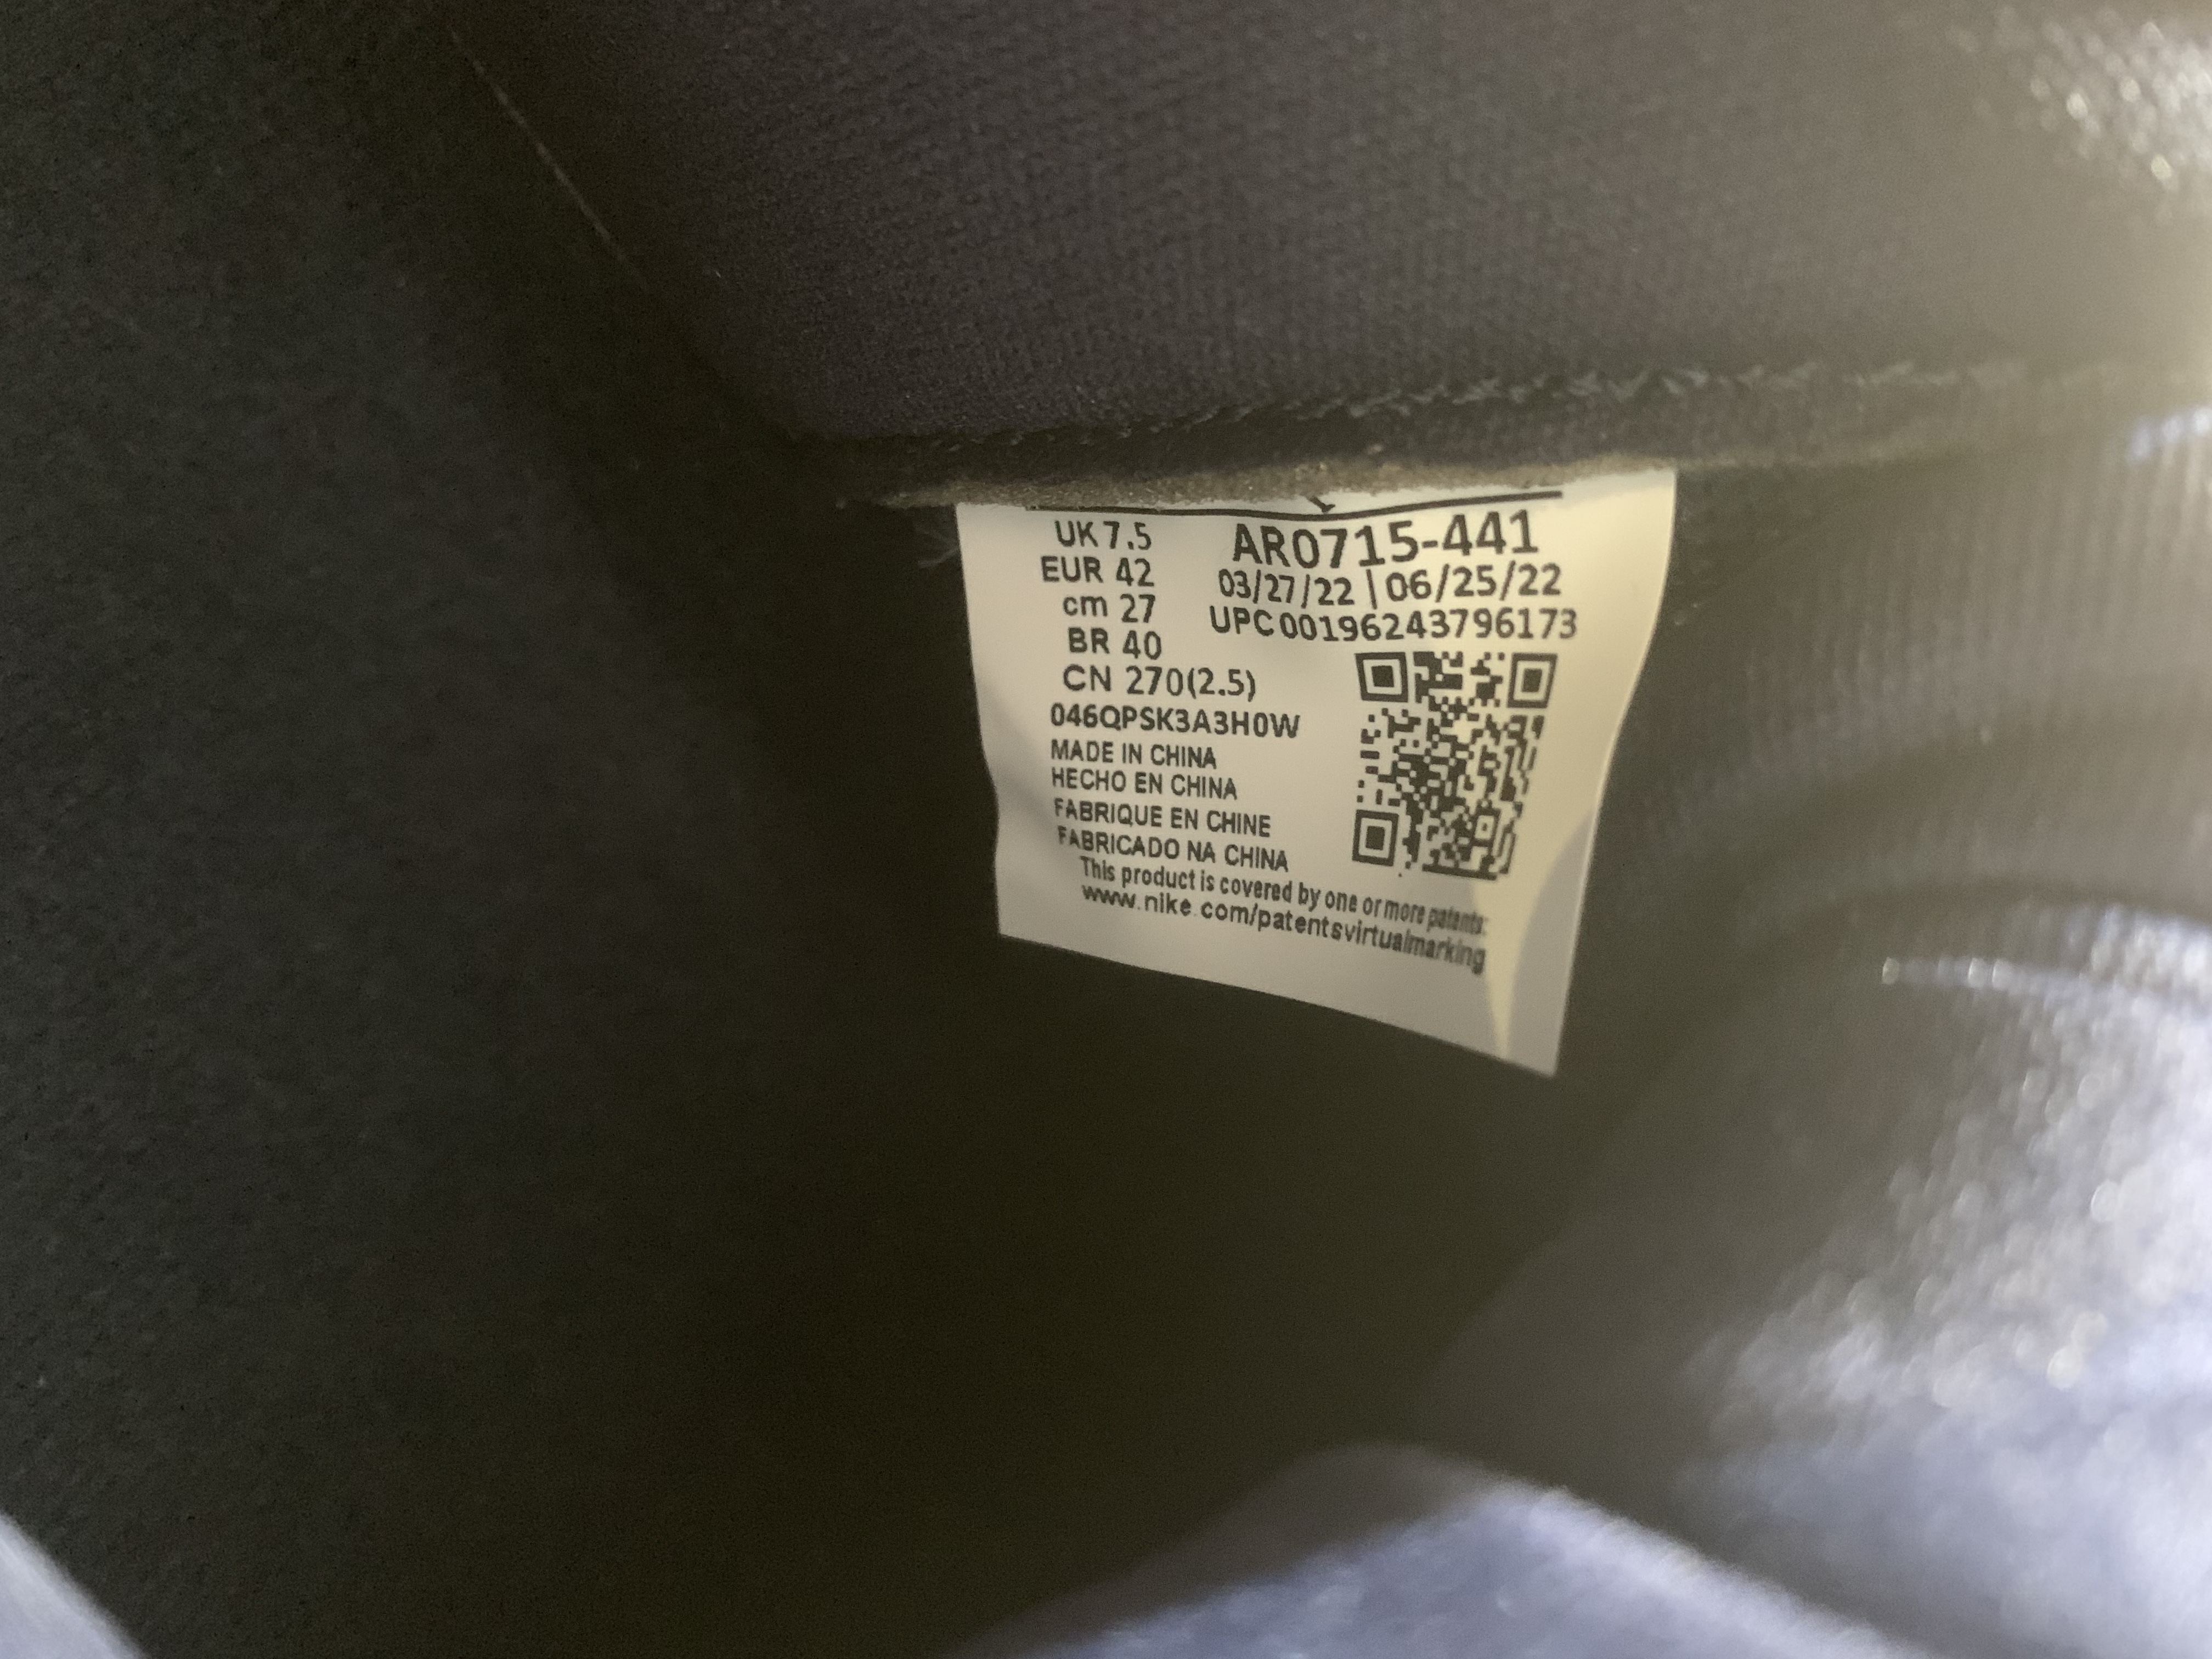 UK 7.5
EUR 42
cm 27
BR 40
CN 270(2.5)
AR0715-441
03/27/22 | 06/25/22
UPC00196243796173
046QPSK3A3H0W
MADE IN CHINA
HECHO EN CHINA
FABRIQUE EN CHINE
FABRICADO NA CHINA
This product is covered by one or more patents:
www.nike.com/patentsvirtualmarking